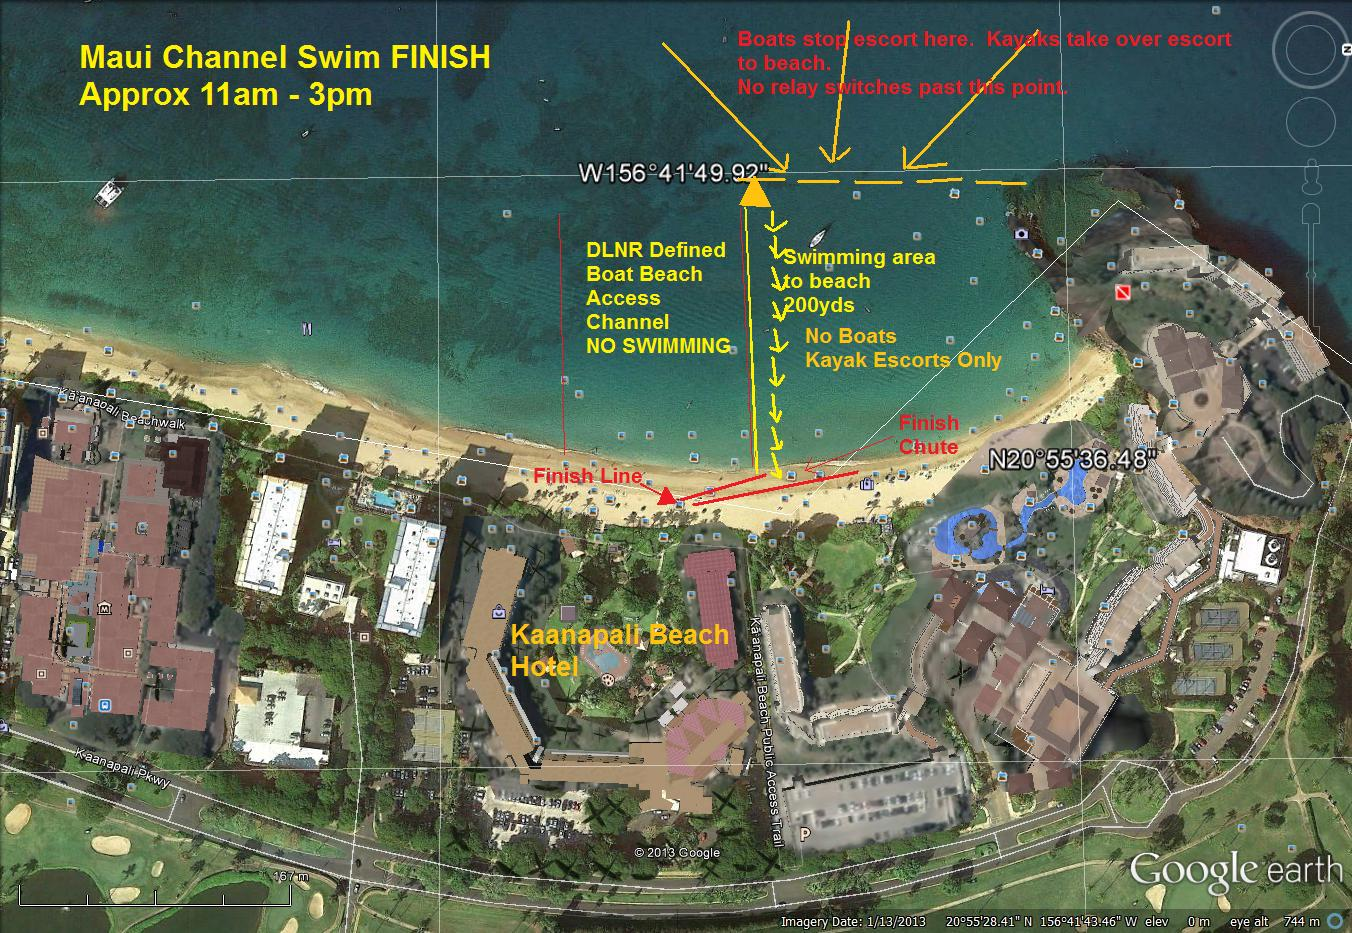 Maui Channel Swim FINISH
Approx 11am - 3pm
Boats stop escort here.  Kayaks take over escort
to beach.
No relay switches past this point.
W156°41'49.92"
DLNR Defined
Boat Beach
Access
Channel
NO SWIMMING
Swimming area
to beach
200yds
No Boats
Kayak Escorts Only
Finish
Chute
Finish Line
N20°55'36.48"
Kaanapali Beachwalk
Kaanapali Beach
Hotel
Kaanapali Beach Public Access Trail
Kaanapali Pkwy
P
© 2013 Google
Google earth
167 m
Imagery Date: 1/13/2013    20°55'28.41" N  156°41'43.46" W  elev    0 m    eye alt    744 m